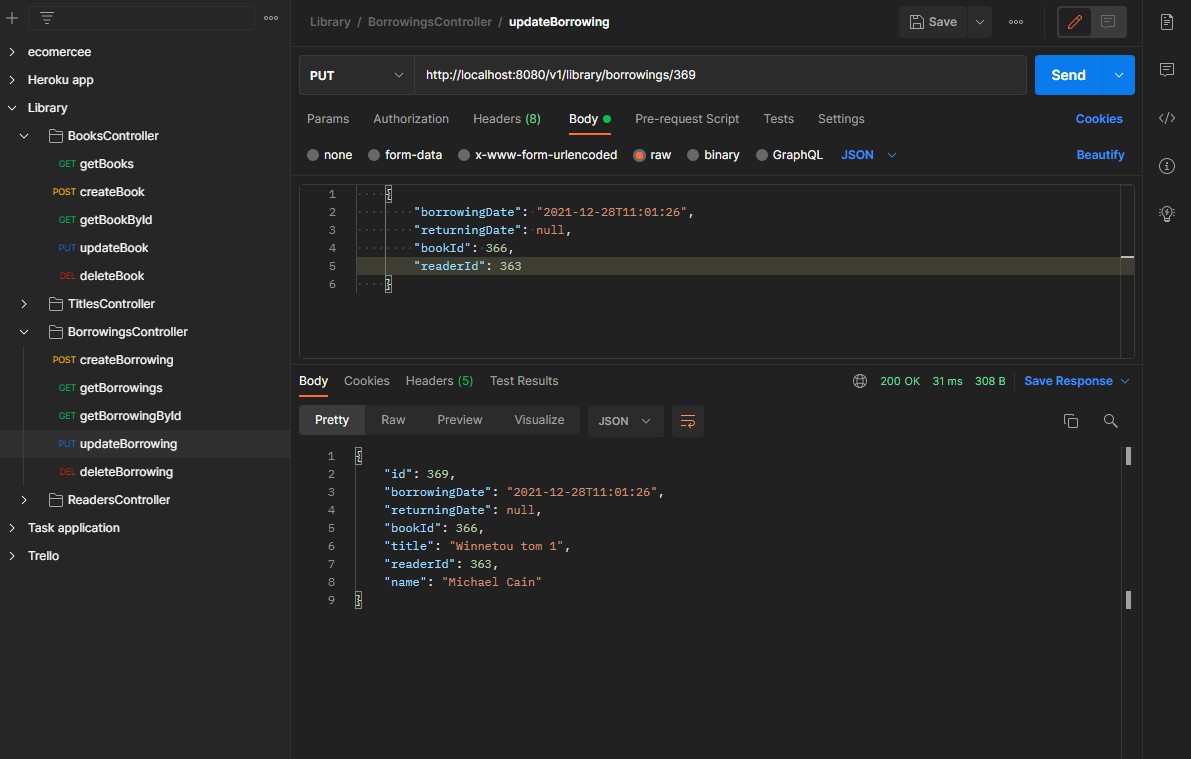 ecomercee
Heroku app
Library
BooksController
GET getBooks
POST createBook
GET getBookById
PUT updateBook
DEL deleteBook
TitlesController
BorrowingsController
POST createBorrowing
GET getBorrowings
GET getBorrowingById
PUT updateBorrowing
DEL deleteBorrowing
ReadersController
Task application
Trello
Library / BorrowingsController / updateBorrowing
Save
PUT http://localhost:8080/v1/library/borrowings/369 Send
Params Authorization Headers (8) Body Pre-request Script Tests Settings Cookies
none form-data x-www-form-urlencoded raw binary GraphQL JSON Beautify
1 {
2 "borrowingDate": "2021-12-28T11:01:26",
3 "returningDate": null,
4 "bookId": 366,
5 "readerId": 363
6 }
Body Cookies Headers (5) Test Results 200 OK 31 ms 308 B Save Response
Pretty Raw Preview Visualize JSON
1 {
2 "id": 369,
3 "borrowingDate": "2021-12-28T11:01:26",
4 "returningDate": null,
5 "bookId": 366,
6 "title": "Winnetou tom 1",
7 "readerId": 363,
8 "name": "Michael Cain"
9 }